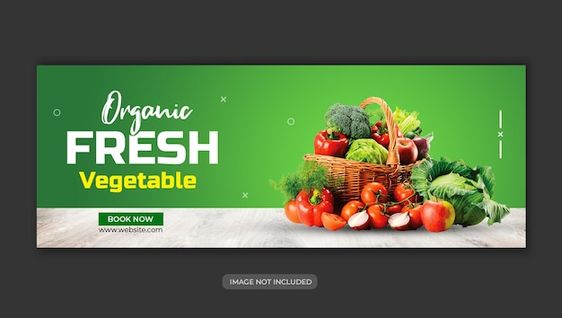 Organic
FRESH
Vegetable
BOOK NOW
www.website.com
IMAGE NOT INCLUDED